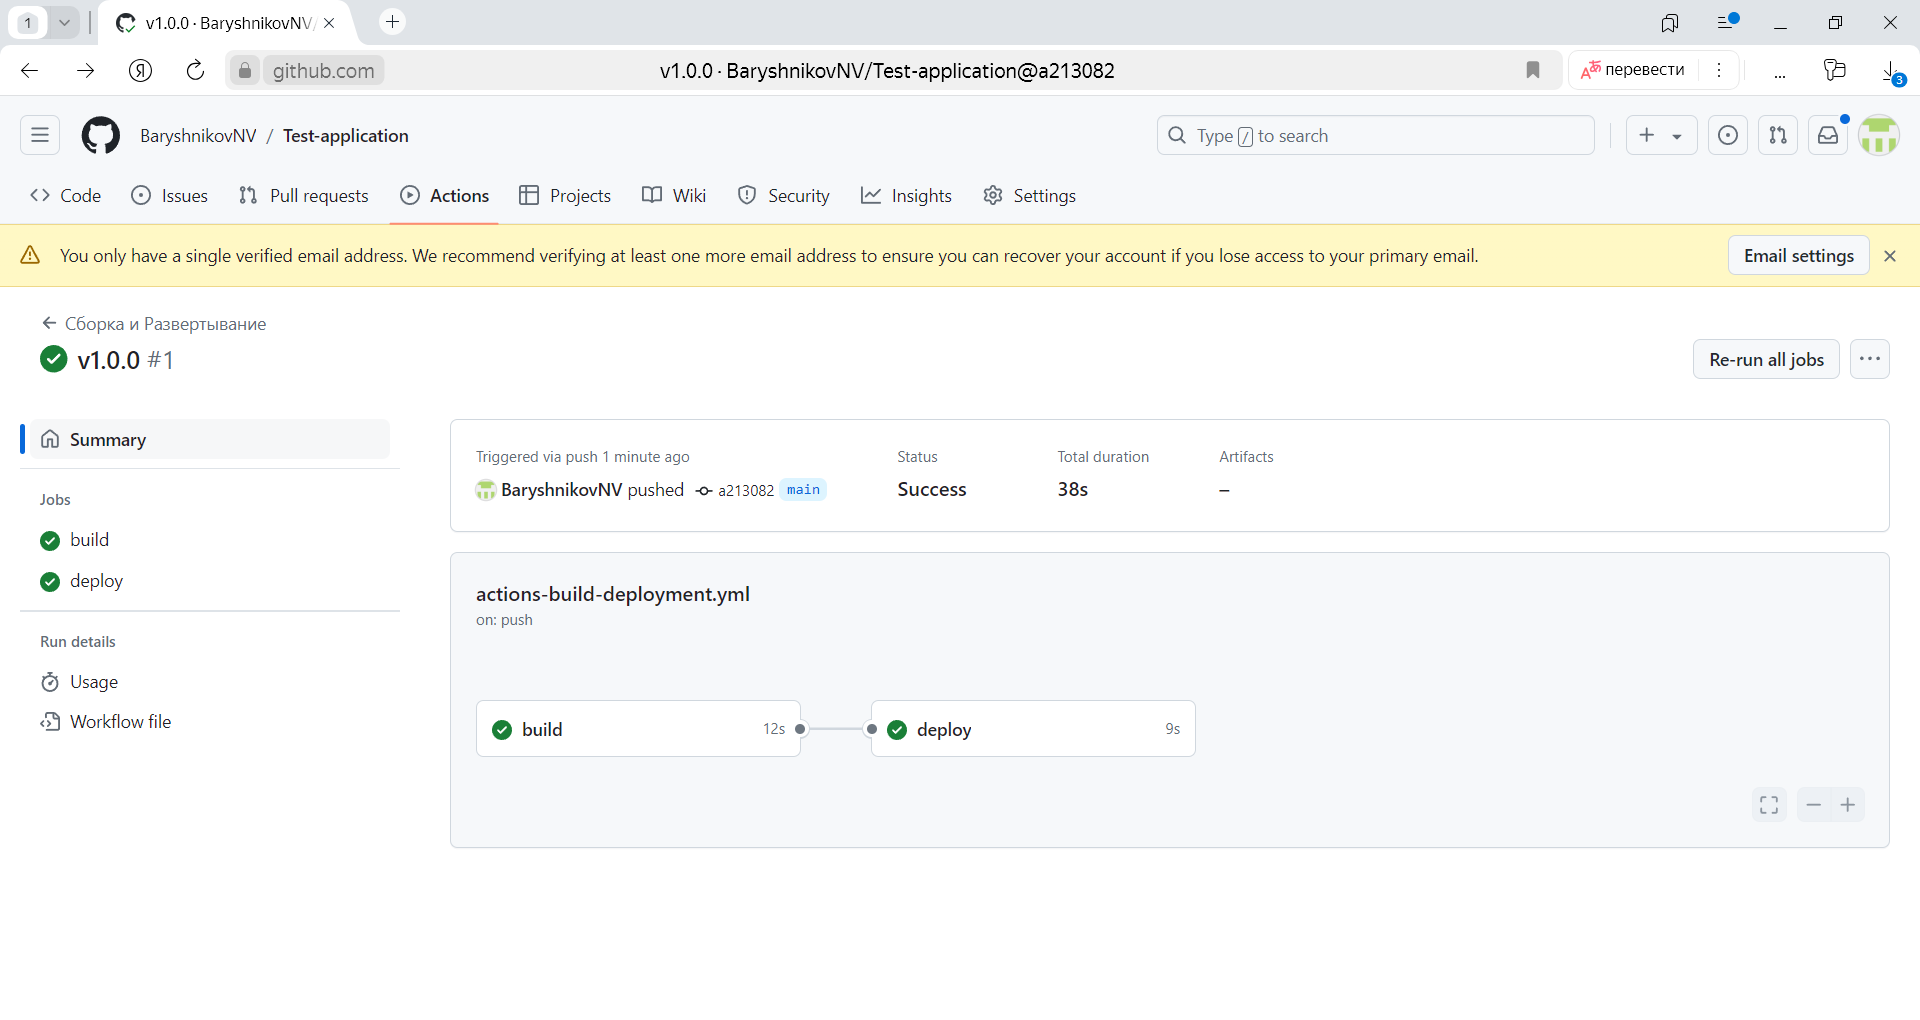 1
v1.0.0 · BaryshnikovNV/
github.com
v1.0.0 · BaryshnikovNV/Test-application@a213082
перевести
3
BaryshnikovNV / Test-application
Type / to search
Code
Issues
Pull requests
Actions
Projects
Wiki
Security
Insights
Settings
You only have a single verified email address. We recommend verifying at least one more email address to ensure you can recover your account if you lose access to your primary email.
Email settings
Сборка и Развертывание
v1.0.0 #1
Re-run all jobs
Summary
Jobs
build
deploy
Run details
Usage
Workflow file
Triggered via push 1 minute ago
BaryshnikovNV pushed a213082 main
Status
Success
Total duration
38s
Artifacts
–
actions-build-deployment.yml
on: push
build 12s
deploy 9s